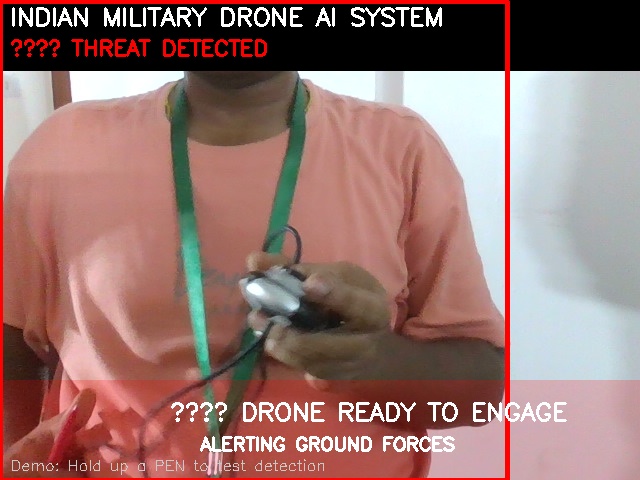 INDIAN MILITARY DRONE AI SYSTEM
???? THREAT DETECTED
???? DRONE READY TO ENGAGE
ALERTING GROUND FORCES
Demo: Hold up a PEN to test detection